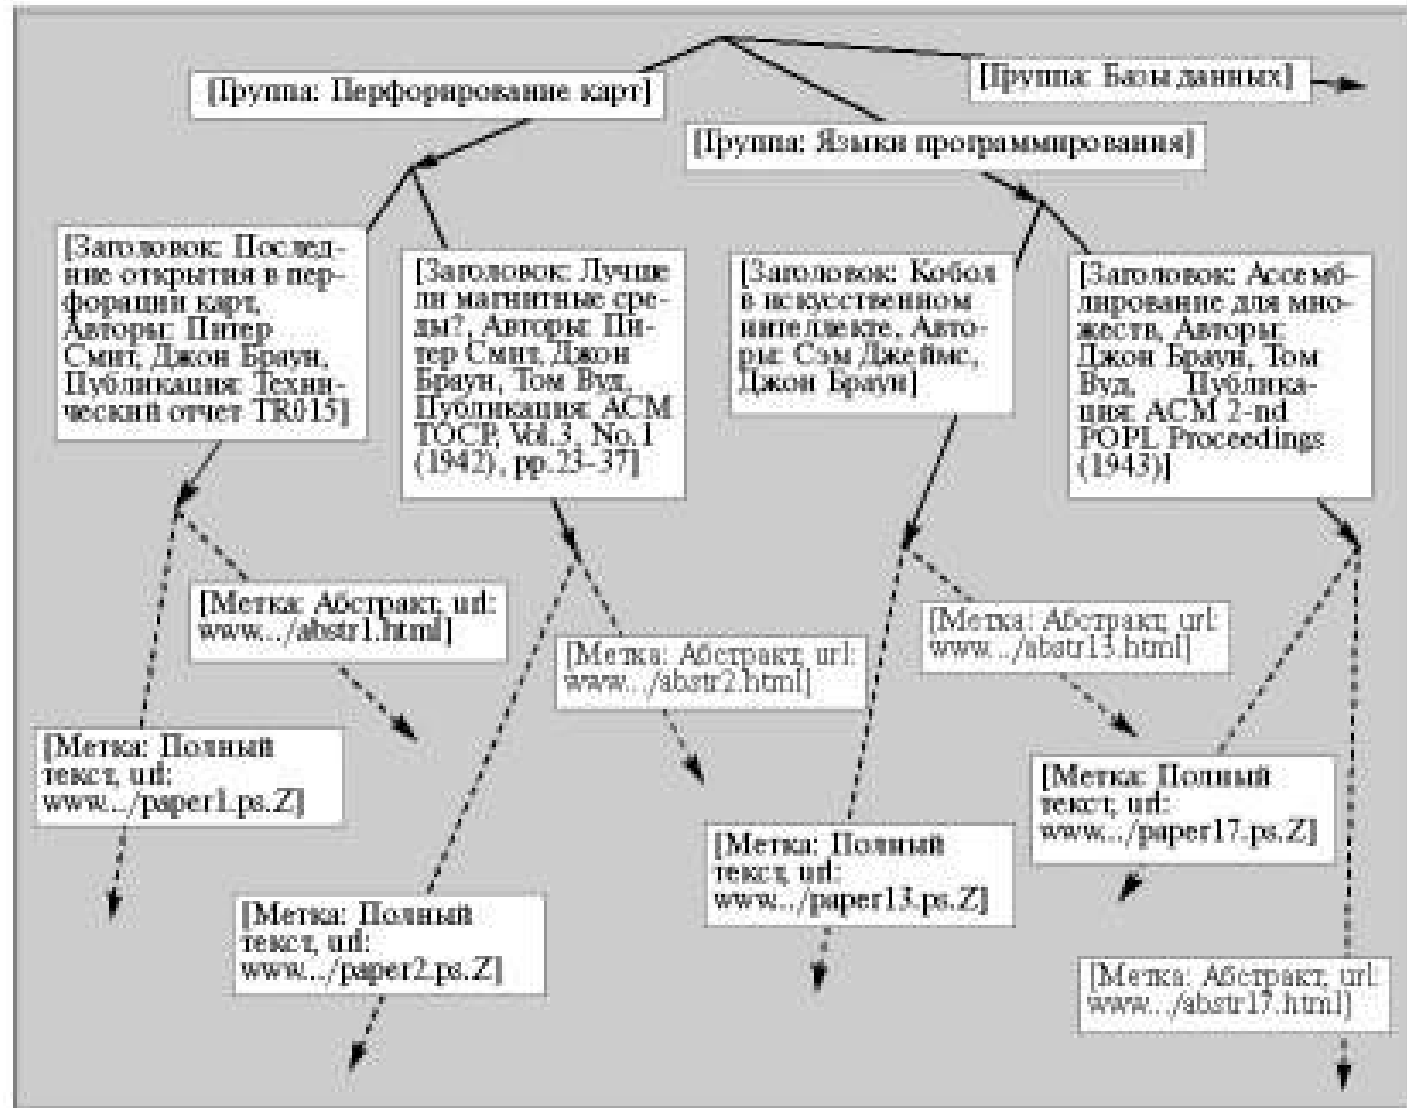 [Группа: Перфорирование карт]
[Группа: Базы данных]
[Группа: Языки программирования]
[Заголовок: Послед-
ние открытия в пер-
форации карт,
Авторы: Питер
Смит, Джон Браун,
Публикация: Техни-
ческий отчет TR015]
[Заголовок: Лучше
ли магнитные сре-
ды?, Авторы: Пи-
тер Смит, Джон
Браун, Том Вуд,
Публикация: ACM
TOCP, Vol.3, No.1
(1942), pp.23-37]
[Заголовок: Кобол
в искусственном
интеллекте, Авто-
ры: Сэм Джеймс,
Джон Браун]
[Заголовок: Ассемб-
лирование для мно-
жеств, Авторы:
Джон Браун, Том
Вуд, Публика-
ция: ACM 2-nd
POPL Proceedings
(1943)]
[Метка: Абстракт, url:
www.../abstr1.html]
[Метка: Абстракт, url:
www.../abstr2.html]
[Метка: Абстракт, url:
www.../abstr13.html]
[Метка: Полный
текст, url:
www.../paper1.ps.Z]
[Метка: Полный
текст, url:
www.../paper2.ps.Z]
[Метка: Полный
текст, url:
www.../paper13.ps.Z]
[Метка: Полный
текст, url:
www.../paper17.ps.Z]
[Метка: Абстракт, url:
www.../abstr17.html]